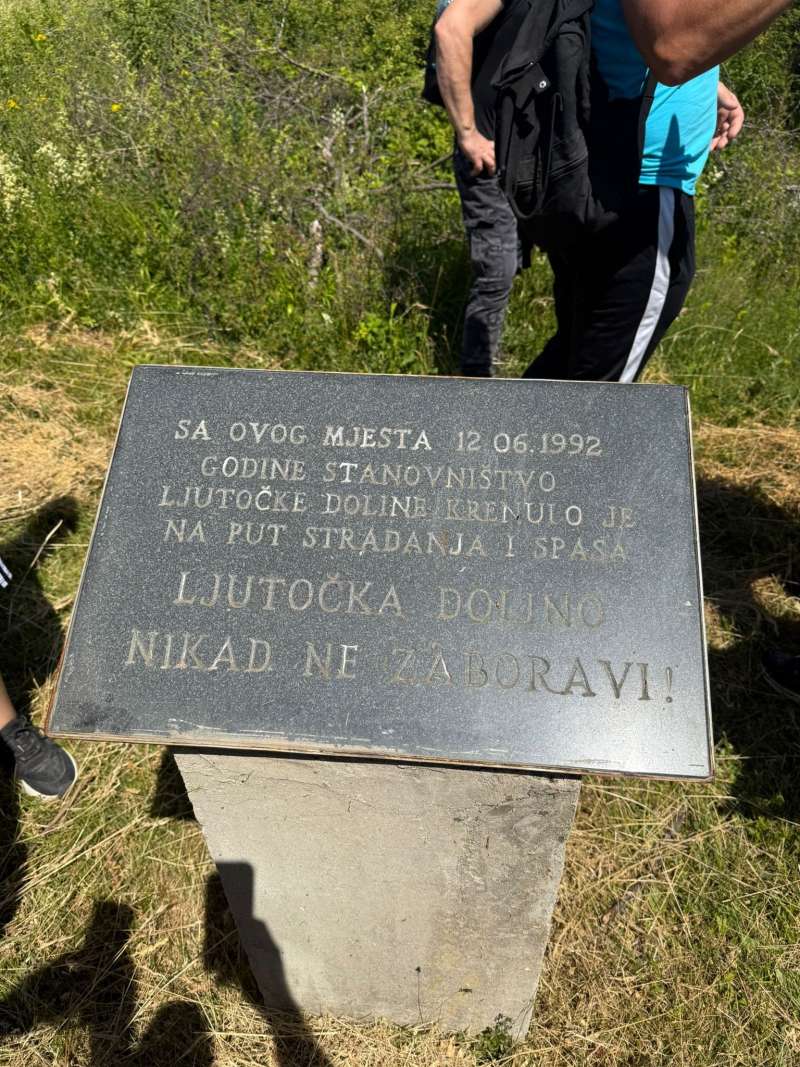 SA OVOG MJESTA 12 06.1992
GODINE STANOVNIŠTVO
LJUTOČKE DOLINE KRENULO JE
NA PUT STRADANJA I SPASA
LJUTOČKA DOLINO
NIKAD NE ZABORAVI!